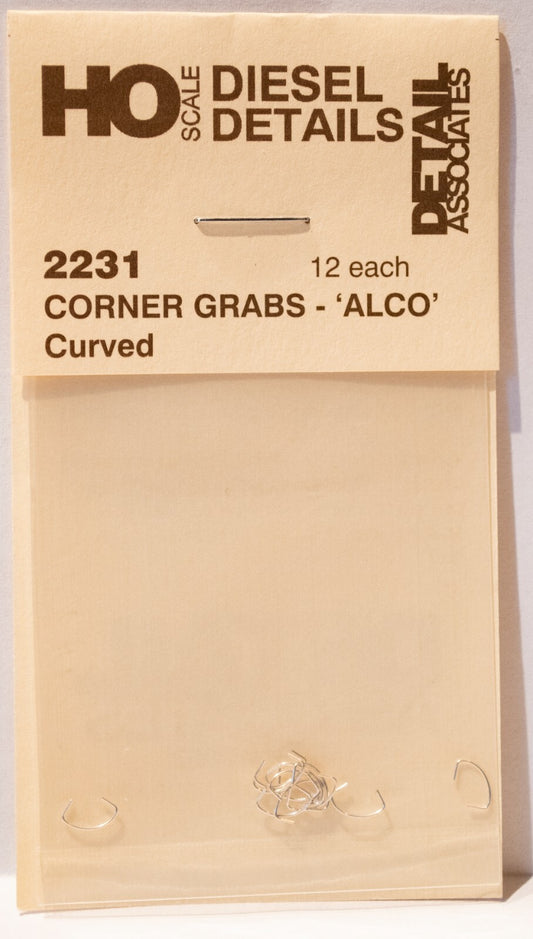 HO SCALE DIESEL DETAILS
DETAIL ASSOCIATES
2231 12 each
CORNER GRABS - ‘ALCO’
Curved